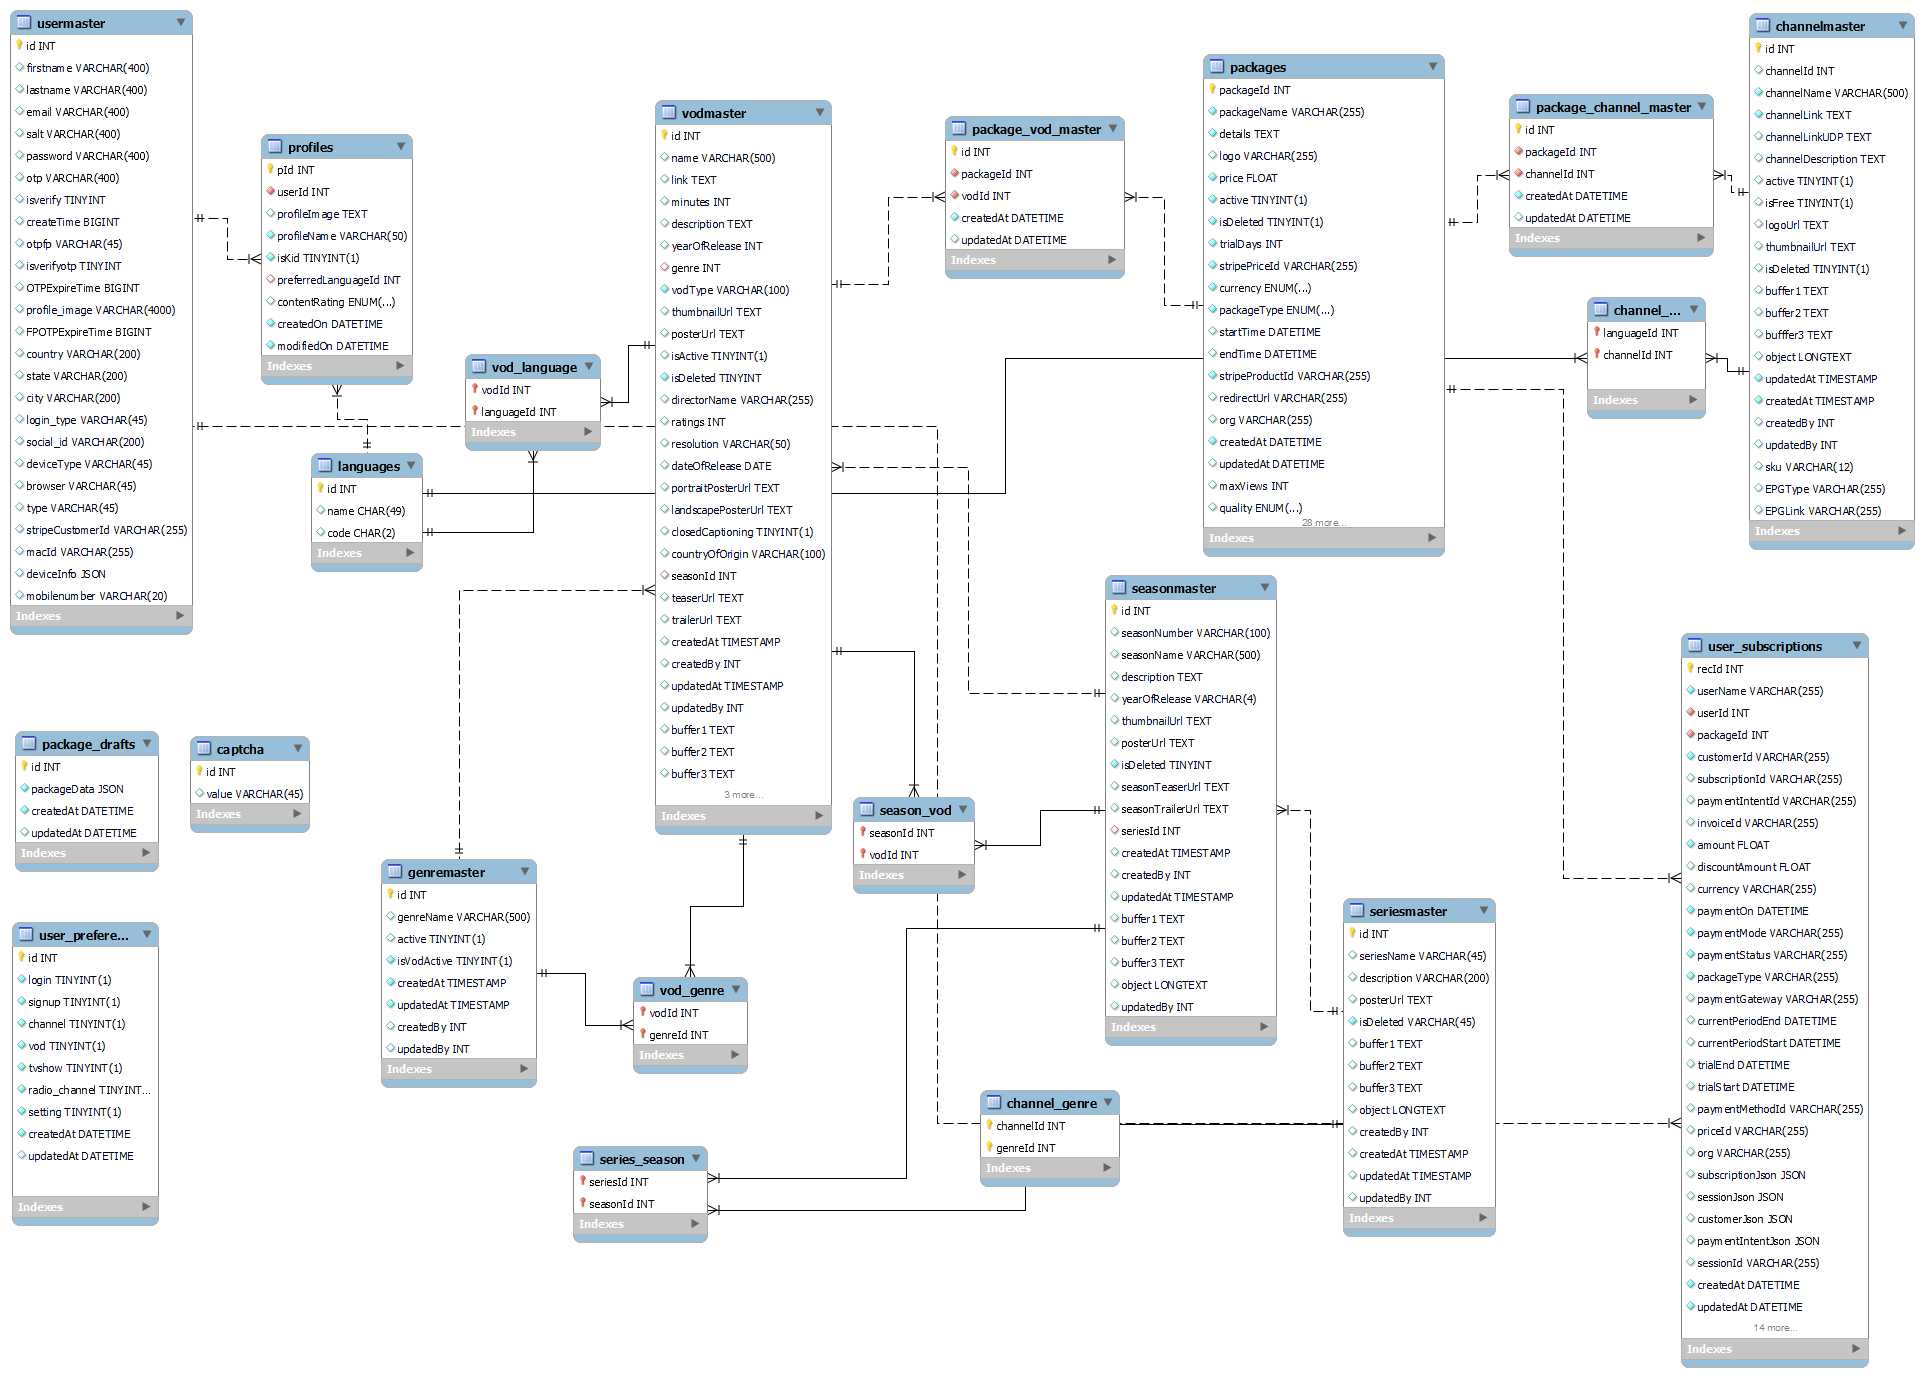 usermaster
id INT
firstname VARCHAR(400)
lastname VARCHAR(400)
email VARCHAR(400)
salt VARCHAR(400)
password VARCHAR(400)
otp VARCHAR(400)
isverify TINYINT
createTime BIGINT
otpfp VARCHAR(45)
isverifyotp TINYINT
OTPExpireTime BIGINT
profile_image VARCHAR(4000)
FPOTPExpireTime BIGINT
country VARCHAR(200)
state VARCHAR(200)
city VARCHAR(200)
login_type VARCHAR(45)
social_id VARCHAR(200)
deviceType VARCHAR(45)
browser VARCHAR(45)
type VARCHAR(45)
stripeCustomerId VARCHAR(255)
macId VARCHAR(255)
deviceInfo JSON
mobilenumber VARCHAR(20)
Indexes
profiles
pId INT
userId INT
profileImage TEXT
profileName VARCHAR(50)
isKid TINYINT(1)
preferredLanguageId INT
contentRating ENUM(...)
createdOn DATETIME
modifiedOn DATETIME
Indexes
languages
id INT
name CHAR(49)
code CHAR(2)
Indexes
vod_language
vodId INT
languageId INT
Indexes
vodmaster
id INT
name VARCHAR(500)
link TEXT
minutes INT
description TEXT
yearOfRelease INT
genre INT
vodType VARCHAR(100)
thumbnailUrl TEXT
posterUrl TEXT
isActive TINYINT(1)
isDeleted TINYINT
directorName VARCHAR(255)
ratings INT
resolution VARCHAR(50)
dateOfRelease DATE
portraitPosterUrl TEXT
landscapePosterUrl TEXT
closedCaptioning TINYINT(1)
countryOfOrigin VARCHAR(100)
seasonId INT
teaserUrl TEXT
trailerUrl TEXT
createdAt TIMESTAMP
createdBy INT
updatedAt TIMESTAMP
updatedBy INT
buffer1 TEXT
buffer2 TEXT
buffer3 TEXT
3 more...
Indexes
package_vod_master
id INT
packageId INT
vodId INT
createdAt DATETIME
updatedAt DATETIME
Indexes
packages
packageId INT
packageName VARCHAR(255)
details TEXT
logo VARCHAR(255)
price FLOAT
active TINYINT(1)
isDeleted TINYINT(1)
trialDays INT
stripePriceId VARCHAR(255)
currency ENUM(...)
packageType ENUM(...)
startTime DATETIME
endTime DATETIME
stripeProductId VARCHAR(255)
redirectUrl VARCHAR(255)
org VARCHAR(255)
createdAt DATETIME
updatedAt DATETIME
maxViews INT
quality ENUM(...)
28 more...
Indexes
package_channel_master
id INT
packageId INT
channelId INT
createdAt DATETIME
updatedAt DATETIME
Indexes
channel_...
languageId INT
channelId INT
Indexes
channelmaster
id INT
channelId INT
channelName VARCHAR(500)
channelLink TEXT
channelLinkUDP TEXT
channelDescription TEXT
active TINYINT(1)
isFree TINYINT(1)
logoUrl TEXT
thumbnailUrl TEXT
isDeleted TINYINT(1)
buffer1 TEXT
buffer2 TEXT
bufffer3 TEXT
object LONGTEXT
updatedAt TIMESTAMP
createdAt TIMESTAMP
createdBy INT
updatedBy INT
sku VARCHAR(12)
EPGType VARCHAR(255)
EPGLink VARCHAR(255)
Indexes
package_drafts
id INT
packageData JSON
createdAt DATETIME
updatedAt DATETIME
Indexes
captcha
id INT
value VARCHAR(45)
Indexes
user_prefere...
id INT
login TINYINT(1)
signup TINYINT(1)
channel TINYINT(1)
vod TINYINT(1)
tvshow TINYINT(1)
radio_channel TINYINT...
setting TINYINT(1)
createdAt DATETIME
updatedAt DATETIME
Indexes
genremaster
id INT
genreName VARCHAR(500)
active TINYINT(1)
isVodActive TINYINT(1)
createdAt TIMESTAMP
updatedAt TIMESTAMP
createdBy INT
updatedBy INT
Indexes
vod_genre
vodId INT
genreId INT
Indexes
season_vod
seasonId INT
vodId INT
Indexes
seasonmaster
id INT
seasonNumber VARCHAR(100)
seasonName VARCHAR(500)
description TEXT
yearOfRelease VARCHAR(4)
thumbnailUrl TEXT
posterUrl TEXT
isDeleted TINYINT
seasonTeaserUrl TEXT
seasonTrailerUrl TEXT
seriesId INT
createdAt TIMESTAMP
createdBy INT
updatedAt TIMESTAMP
buffer1 TEXT
buffer2 TEXT
buffer3 TEXT
object LONGTEXT
updatedBy INT
Indexes
series_season
seriesId INT
seasonId INT
Indexes
channel_genre
channelId INT
genreId INT
Indexes
seriesmaster
id INT
seriesName VARCHAR(45)
description VARCHAR(200)
posterUrl TEXT
isDeleted VARCHAR(45)
buffer1 TEXT
buffer2 TEXT
buffer3 TEXT
object LONGTEXT
createdBy INT
createdAt TIMESTAMP
updatedAt TIMESTAMP
updatedBy INT
Indexes
user_subscriptions
recId INT
userName VARCHAR(255)
userId INT
packageId INT
customerId VARCHAR(255)
subscriptionId VARCHAR(255)
paymentIntentId VARCHAR(255)
invoiceId VARCHAR(255)
amount FLOAT
discountAmount FLOAT
currency VARCHAR(255)
paymentOn DATETIME
paymentMode VARCHAR(255)
paymentStatus VARCHAR(255)
packageType VARCHAR(255)
paymentGateway VARCHAR(255)
currentPeriodEnd DATETIME
currentPeriodStart DATETIME
trialEnd DATETIME
trialStart DATETIME
paymentMethodId VARCHAR(255)
priceId VARCHAR(255)
org VARCHAR(255)
subscriptionJson JSON
sessionJson JSON
customerJson JSON
paymentIntentJson JSON
sessionId VARCHAR(255)
createdAt DATETIME
updatedAt DATETIME
14 more...
Indexes